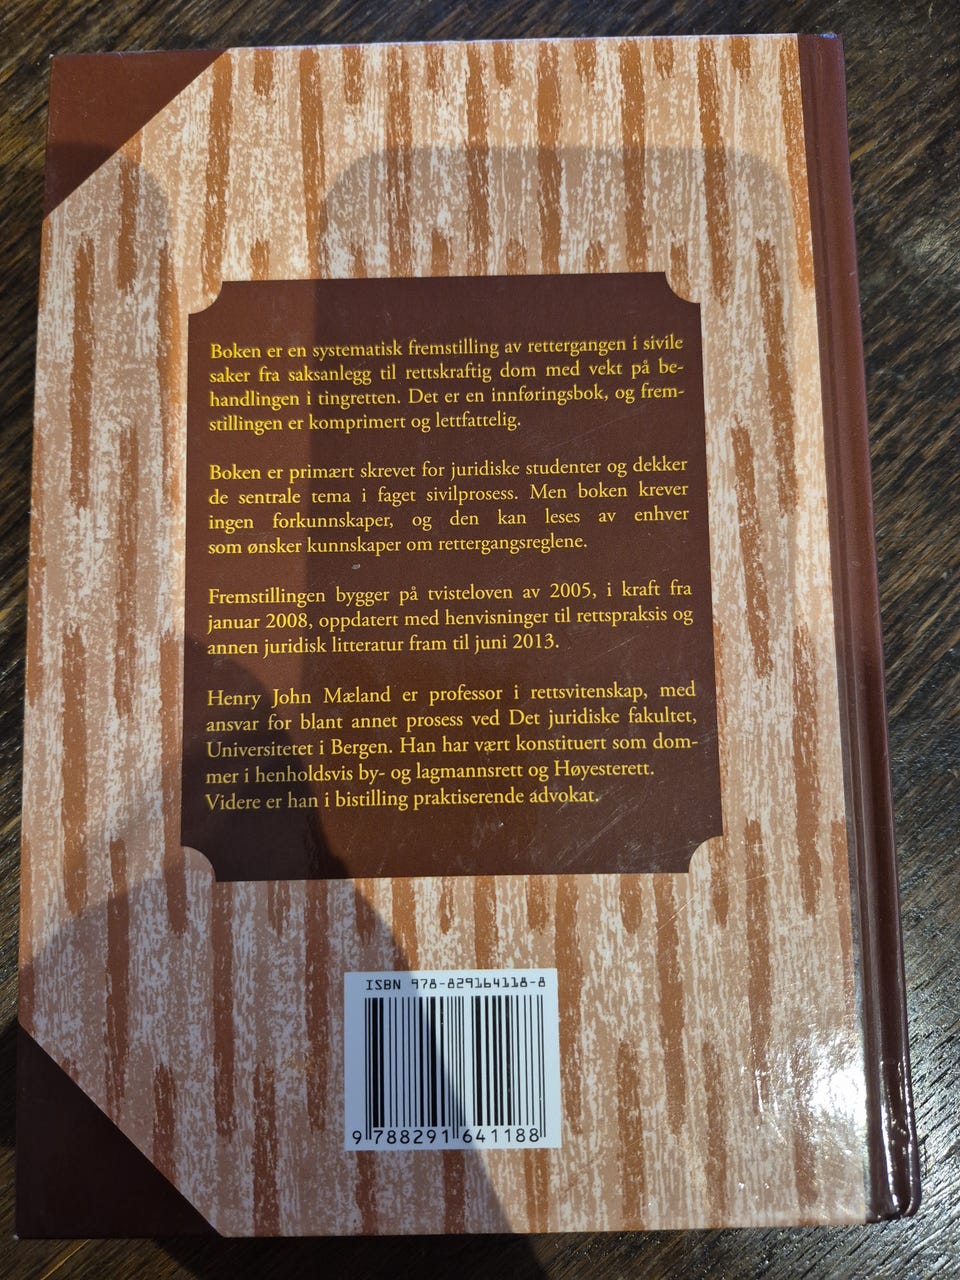 Boken er en systematisk fremstilling av rettergangen i sivile
saker fra saksanlegg til rettskraftig dom med vekt på be-
handlingen i tingretten. Det er en innføringsbok, og frem-
stillingen er komprimert og lettfattelig.
Boken er primært skrevet for juridiske studenter og dekker
de sentrale tema i faget sivilprosess. Men boken krever
ingen forkunnskaper, og den kan leses av enhver
som ønsker kunnskaper om rettergangsreglene.
Fremstillingen bygger på tvisteloven av 2005, i kraft fra
januar 2008, oppdatert med henvisninger til rettspraksis og
annen juridisk litteratur fram til juni 2013.
Henry John Mæland er professor i rettsvitenskap, med
ansvar for blant annet prosess ved Det juridiske fakultet,
Universitetet i Bergen. Han har vært konstituert som dom-
mer i henholdsvis by- og lagmannsrett og Høyesterett.
Videre er han i bistilling praktiserende advokat.
ISBN 978-829164118-8
9 788291 641188